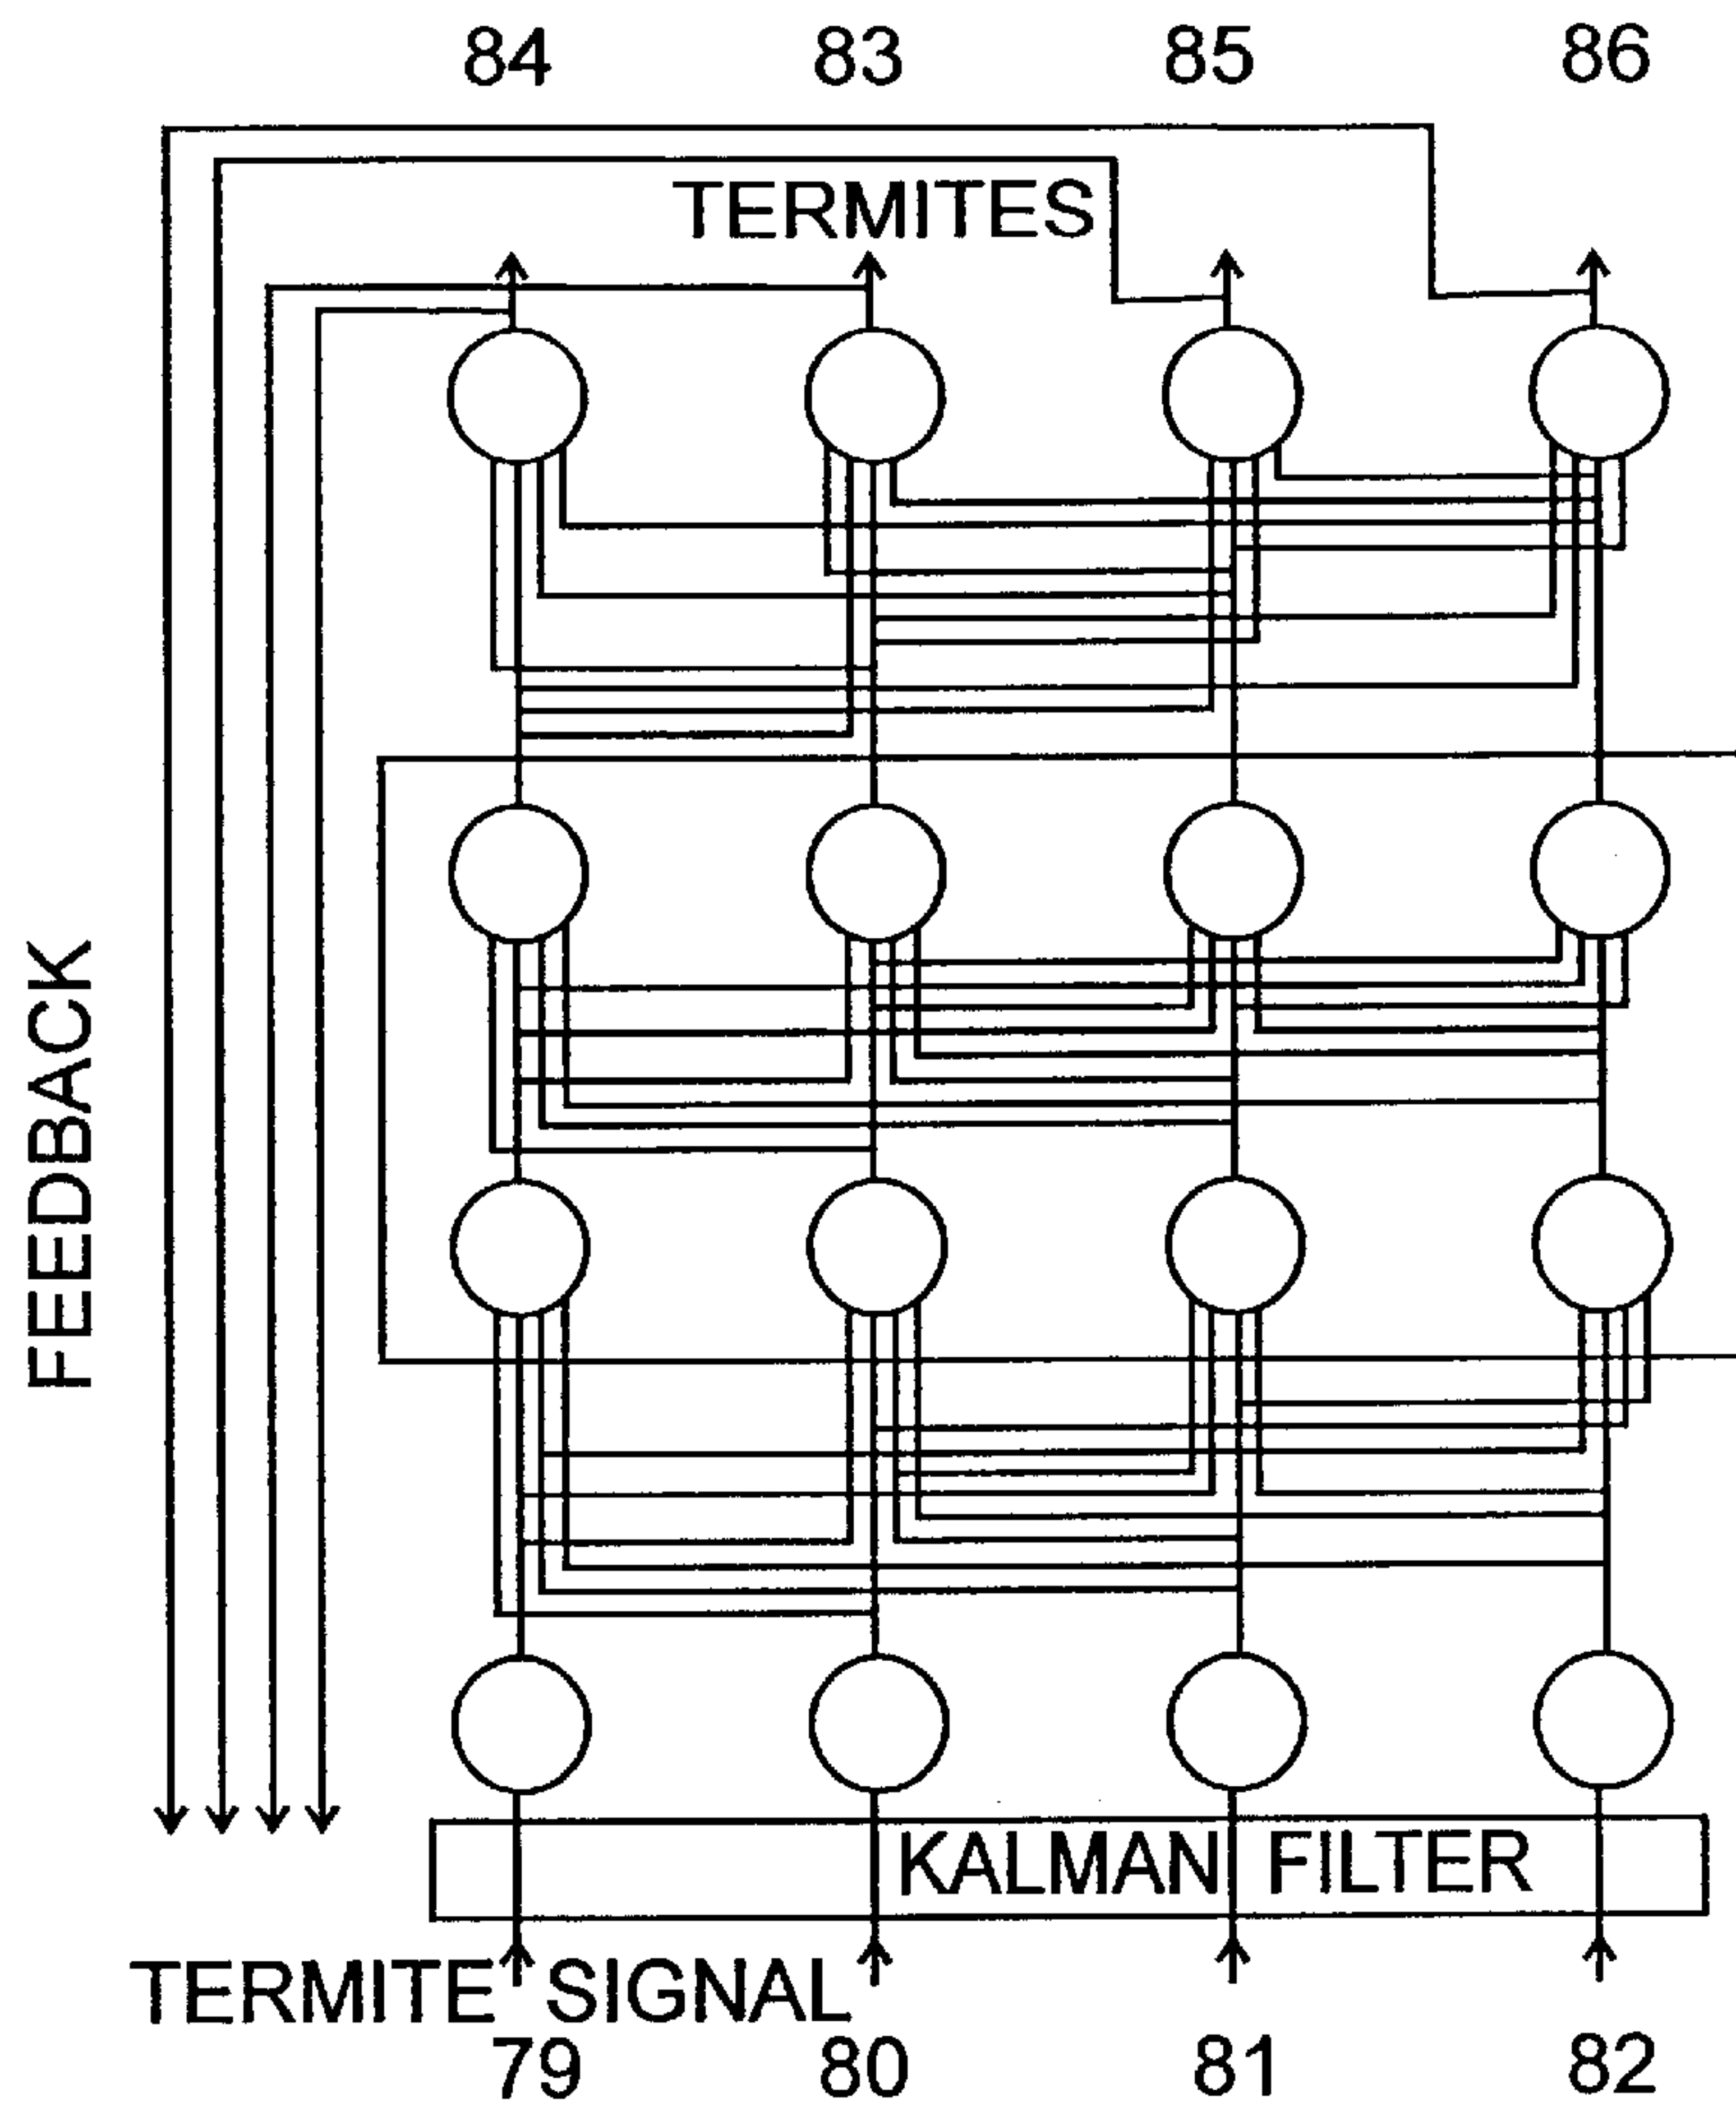 84 83 85 86
TERMITES
FEEDBACK
KALMAN FILTER
TERMITE SIGNAL
79 80 81 82